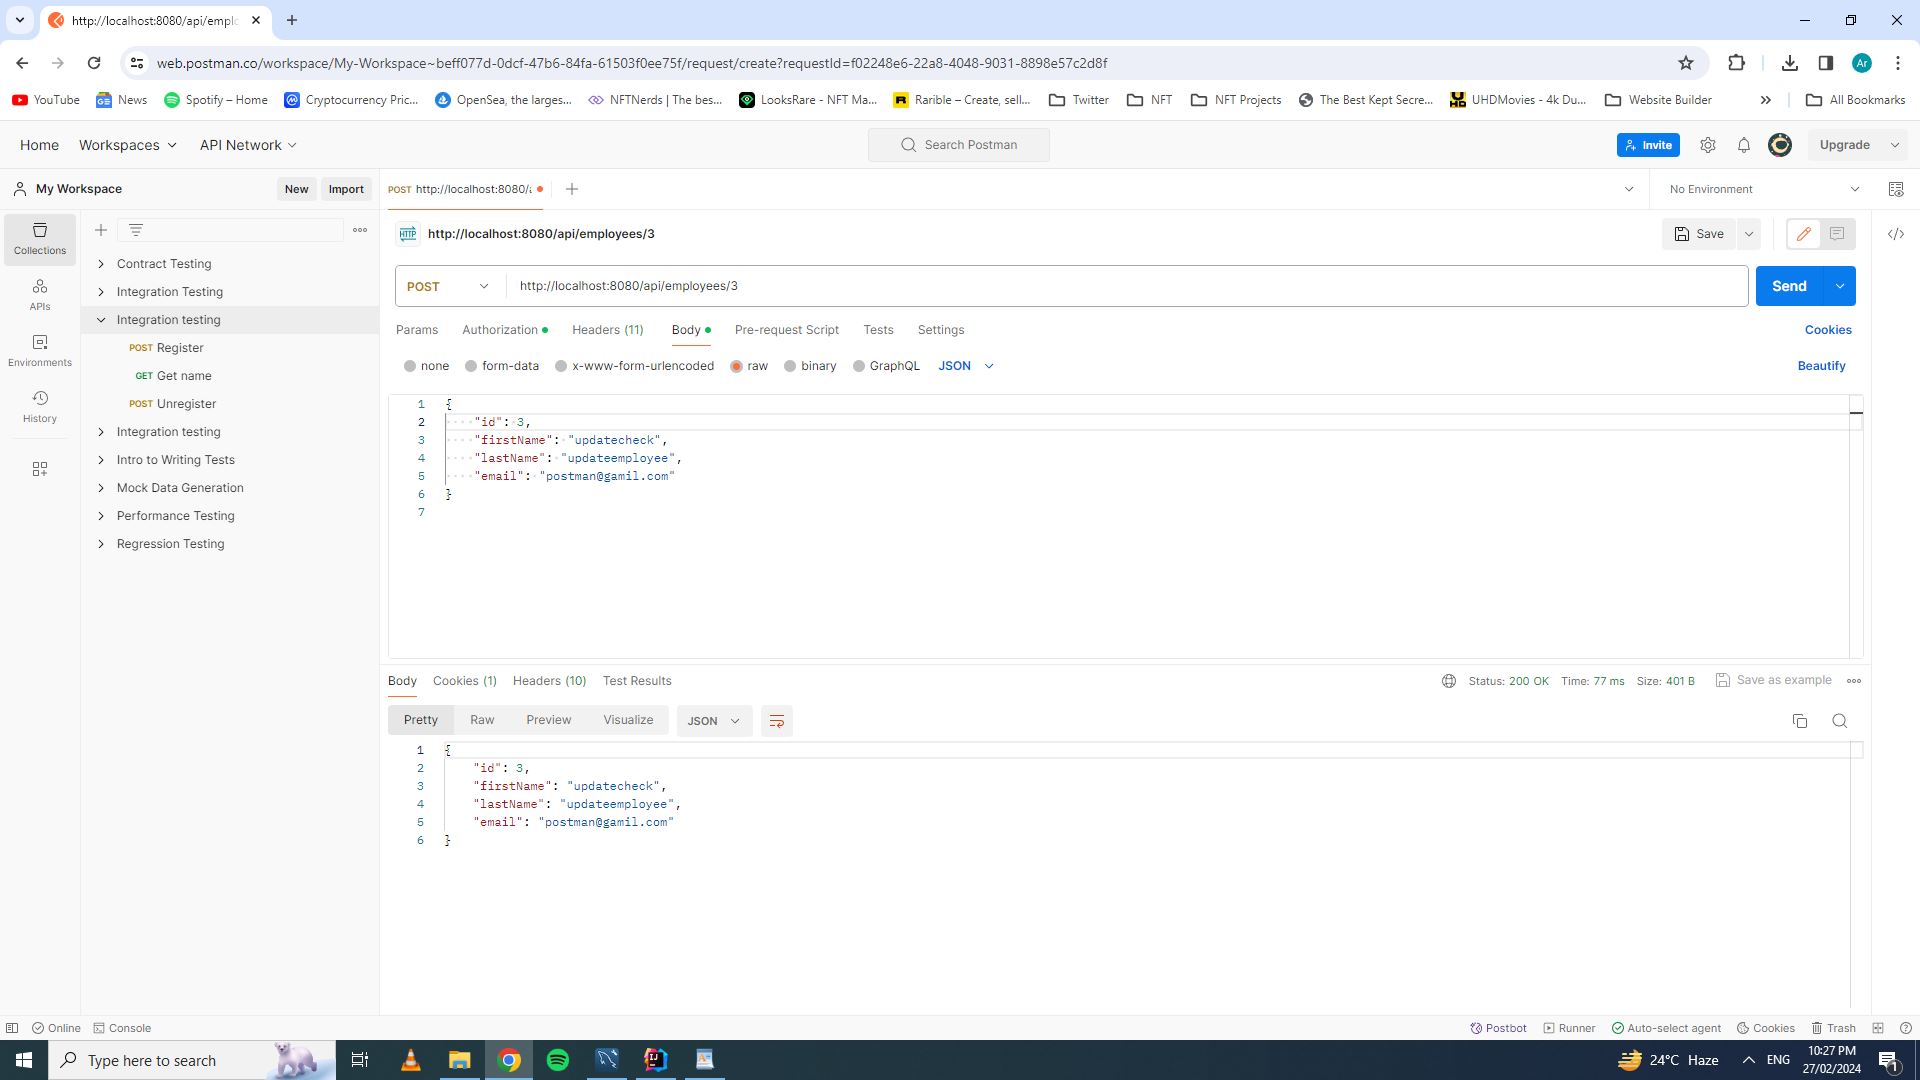 http://localhost:8080/api/emplo
web.postman.co/workspace/My-Workspace~beff077d-0dcf-47b6-84fa-61503f0ee75f/request/create?requestId=f02248e6-22a8-4048-9031-8898e57c2d8f
Ar
YouTube News Spotify – Home Cryptocurrency Pric... OpenSea, the larges... NFTNerds | The bes... LooksRare - NFT Ma... Rarible – Create, sell... Twitter NFT NFT Projects The Best Kept Secre... UHDMovies - 4k Du... Website Builder » All Bookmarks
Home Workspaces API Network Search Postman Invite Upgrade
My Workspace New Import POST http://localhost:8080/a No Environment
Collections
APIs
Environments
History
Contract Testing
Integration Testing
Integration testing
POST Register
GET Get name
POST Unregister
Integration testing
Intro to Writing Tests
Mock Data Generation
Performance Testing
Regression Testing
HTTP http://localhost:8080/api/employees/3 Save </>
POST http://localhost:8080/api/employees/3 Send
Params Authorization Headers (11) Body Pre-request Script Tests Settings Cookies
none form-data x-www-form-urlencoded raw binary GraphQL JSON Beautify
1 {
2 ····"id":·3,
3 ····"firstName":·"updatecheck",
4 ····"lastName":·"updateemployee",
5 ····"email":·"postman@gamil.com"
6 }
7
Body Cookies (1) Headers (10) Test Results Status: 200 OK Time: 77 ms Size: 401 B Save as example
Pretty Raw Preview Visualize JSON
1 {
2 "id": 3,
3 "firstName": "updatecheck",
4 "lastName": "updateemployee",
5 "email": "postman@gamil.com"
6 }
Online Console Postbot Runner Auto-select agent Cookies Trash
Type here to search 24°C Haze ENG 10:27 PM
27/02/2024
1